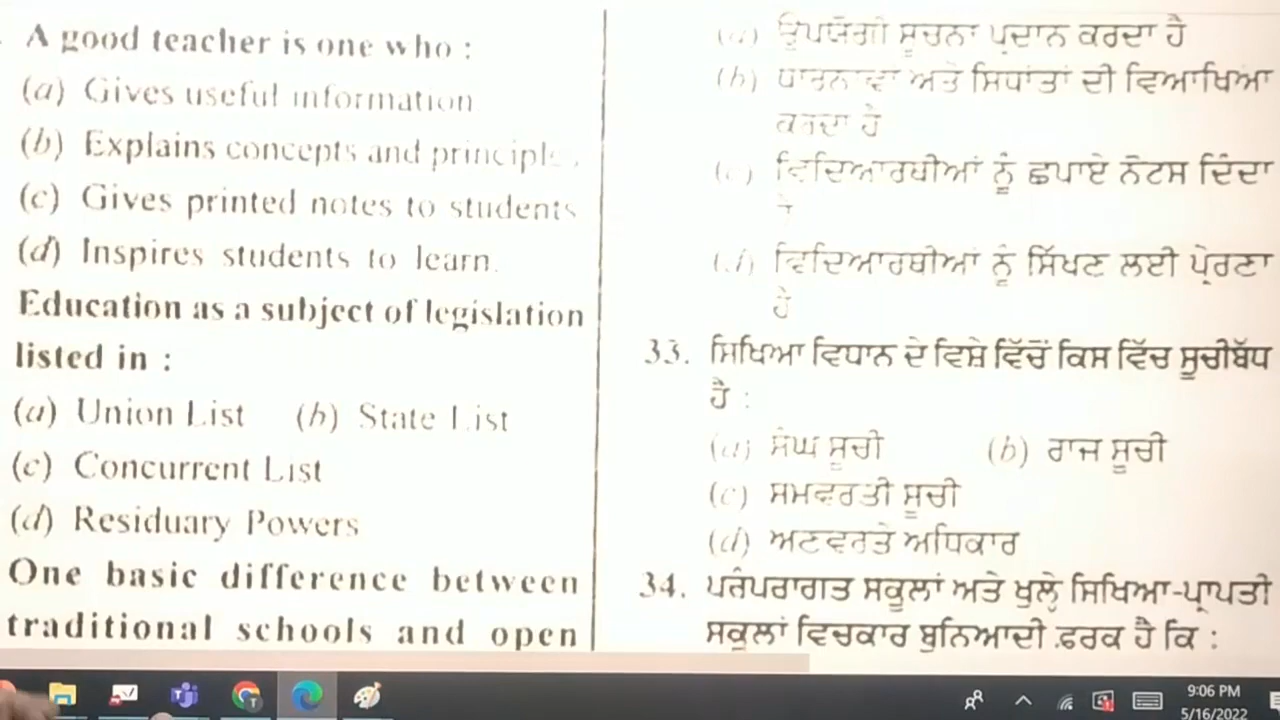 A good teacher is one who :
(a) Gives useful information
(b) Explains concepts and
(c) Gives printed notes to students
(d) Inspires students to learn.
Education as a subject of legislation
listed in :
(a) Union List (b) State List
(c) Concurrent List
(d) Residuary Powers
One basic difference between
traditional schools and open
ਸੂਚਨਾ ਪ੍ਰਦਾਨ ਕਰਦਾ ਹੈ
(b) ਅਤੇ ਸਿਧਾਂਤਾਂ ਦੀ ਵਿਆਖਿਆ
ਕਰਦਾ ਹੈ
ਵਿਦਿਆਰਥੀਆਂ ਨੂੰ ਛਪਾਏ ਨੋਟਸ ਦਿੰਦਾ
ਵਿਦਿਆਰਥੀਆਂ ਨੂੰ ਸਿੱਖਣ ਲਈ ਪ੍ਰੇਰਣਾ
ਹੈ
33. ਸਿਖਿਆ ਵਿਧਾਨ ਦੇ ਵਿਸ਼ੇ ਵਿੱਚੋਂ ਕਿਸ ਵਿੱਚ ਸੂਚੀਬੱਧ
ਹੈ :
(a) ਸੰਘ ਸੂਚੀ (b) ਰਾਜ ਸੂਚੀ
(c) ਸਮਵਰਤੀ ਸੂਚੀ
(d) ਅਣਵਰਤੇ ਅਧਿਕਾਰ
34. ਪਰੰਪਰਾਗਤ ਸਕੂਲਾਂ ਅਤੇ ਖੁਲ੍ਹੇ ਸਿਖਿਆ-ਪ੍ਰਾਪਤੀ
ਸਕੂਲਾਂ ਵਿਚਕਾਰ ਬੁਨਿਆਦੀ ਫ਼ਰਕ ਹੈ ਕਿ :
9:06 PM
5/16/2022